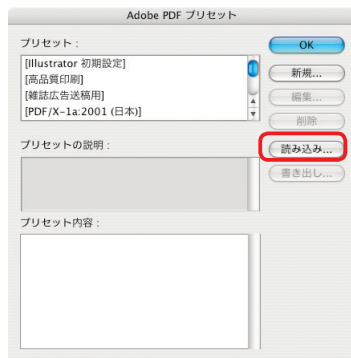 Adobe PDF プリセット
プリセット：
[Illustrator 初期設定]
[高品質印刷]
[雑誌広告送稿用]
[PDF/X-1a:2001 (日本)]
OK
新規...
編集...
削除
読み込み...
書き出し...
プリセットの説明：
プリセット内容：